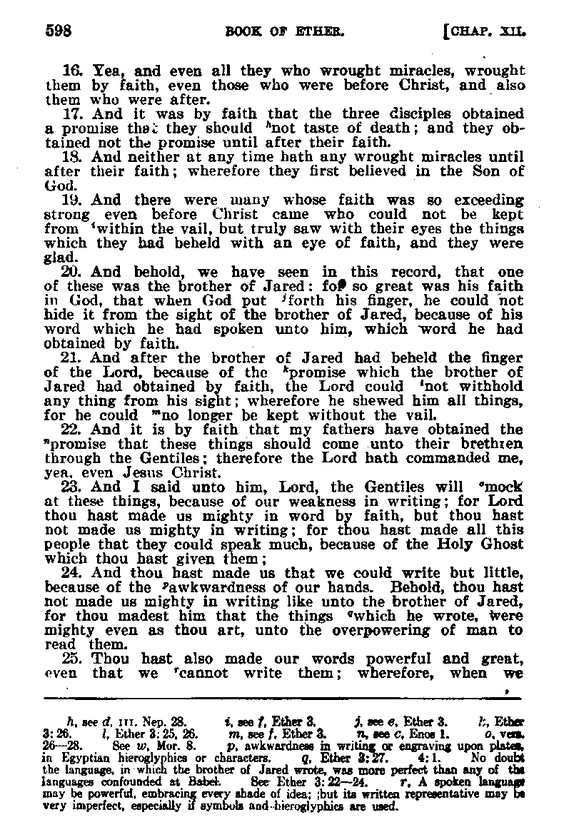 598 BOOK OF ETHER. [CHAP. XII.
16. Yea, and even all they who wrought miracles, wrought
them by faith, even those who were before Christ, and also
them who were after.
17. And it was by faith that the three disciples obtained
a promise that they should hnot taste of death; and they ob-
tained not the promise until after their faith.
18. And neither at any time hath any wrought miracles until
after their faith; wherefore they first believed in the Son of
God.
19. And there were many whose faith was so exceeding
strong even before Christ came who could not be kept
from iwithin the vail, but truly saw with their eyes the things
which they had beheld with an eye of faith, and they were
glad.
20. And behold, we have seen in this record, that one
of these was the brother of Jared: for so great was his faith
in God, that when God put jforth his finger, he could not
hide it from the sight of the brother of Jared, because of his
word which he had spoken unto him, which word he had
obtained by faith.
21. And after the brother of Jared had beheld the finger
of the Lord, because of the kpromise which the brother of
Jared had obtained by faith, the Lord could lnot withhold
any thing from his sight; wherefore he shewed him all things,
for he could mno longer be kept without the vail.
22. And it is by faith that my fathers have obtained the
npromise that these things should come unto their brethren
through the Gentiles; therefore the Lord hath commanded me,
yea, even Jesus Christ.
23. And I said unto him, Lord, the Gentiles will omock
at these things, because of our weakness in writing; for Lord
thou hast made us mighty in word by faith, but thou hast
not made us mighty in writing; for thou hast made all this
people that they could speak much, because of the Holy Ghost
which thou hast given them;
24. And thou hast made us that we could write but little,
because of the pawkwardness of our hands. Behold, thou hast
not made us mighty in writing like unto the brother of Jared,
for thou madest him that the things qwhich he wrote, were
mighty even as thou art, unto the overpowering of man to
read them.
25. Thou hast also made our words powerful and great,
even that we rcannot write them; wherefore, when we
h, see d, III. Nep. 28. i, see f, Ether 3. j, see e, Ether 3. k, Ether
3:26. l, Ether 3:25, 26. m, see f, Ether 3. n, see c, Enos 1. o, vers.
26—28. See w, Mor. 8. p, awkwardness in writing or engraving upon plates,
in Egyptian hieroglyphics or characters. q, Ether 3:27. 4:1. No doubt
the language, in which the brother of Jared wrote, was more perfect than any of the
languages confounded at Babel. See Ether 3:22—24. r, A spoken language
may be powerful, embracing every shade of idea; but its written representative may be
very imperfect, especially if symbols and hieroglyphics are used.